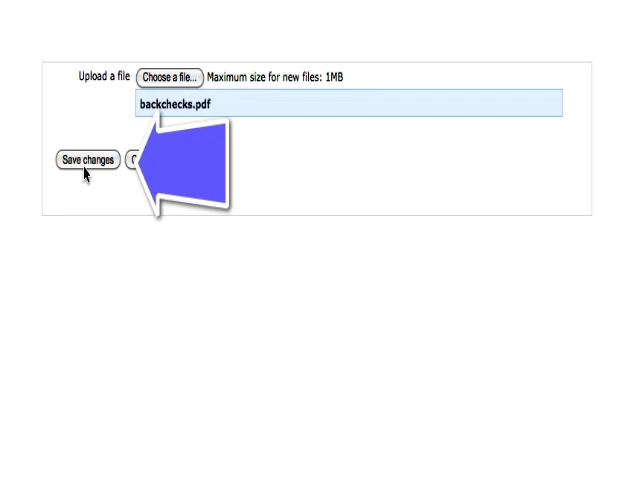 Upload a file Choose a file... Maximum size for new files: 1MB
backchecks.pdf
Save changes